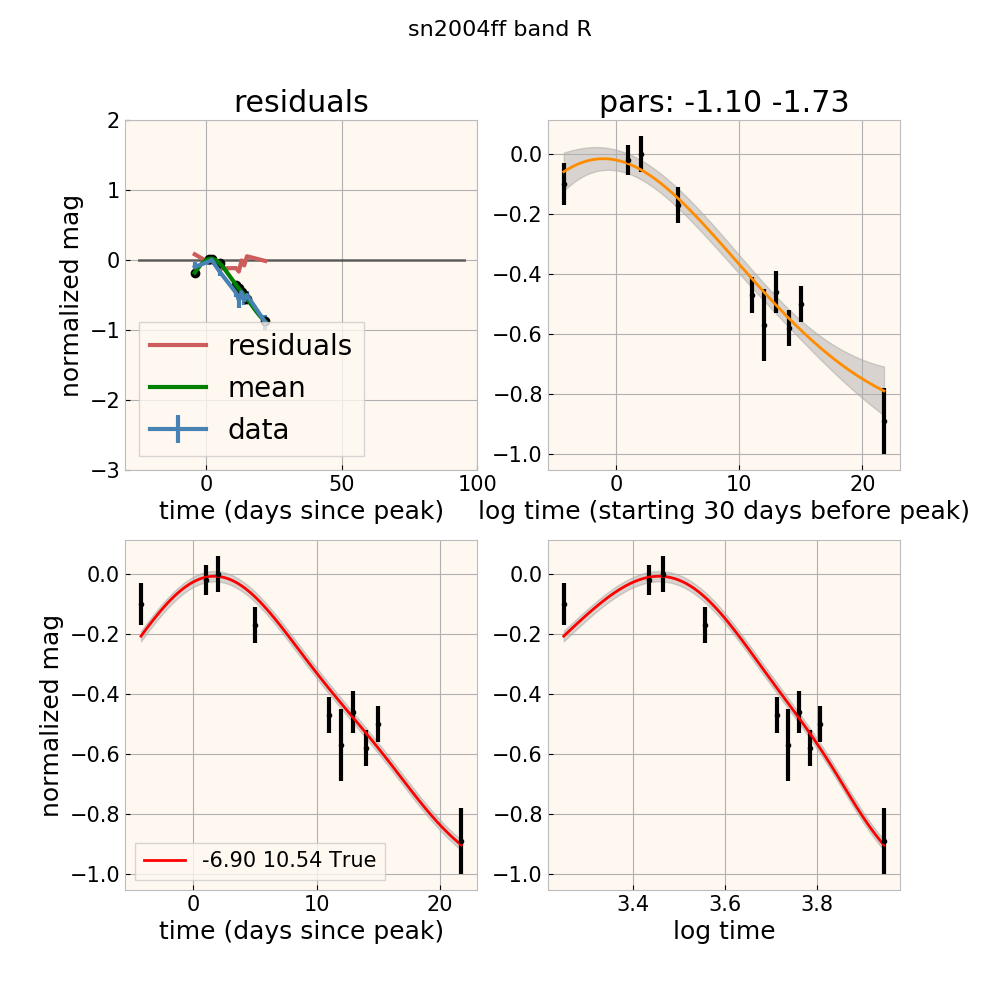 sn2004ff band R
residuals
normalized mag
2
1
0
−1
−2
−3
residuals
mean
data
0
50
100
time (days since peak)
pars: -1.10 -1.73
0.0
−0.2
−0.4
−0.6
−0.8
−1.0
0
10
20
log time (starting 30 days before peak)
normalized mag
0.0
−0.2
−0.4
−0.6
−0.8
−1.0
-6.90 10.54 True
0
10
20
time (days since peak)
0.0
−0.2
−0.4
−0.6
−0.8
−1.0
3.4
3.6
3.8
log time